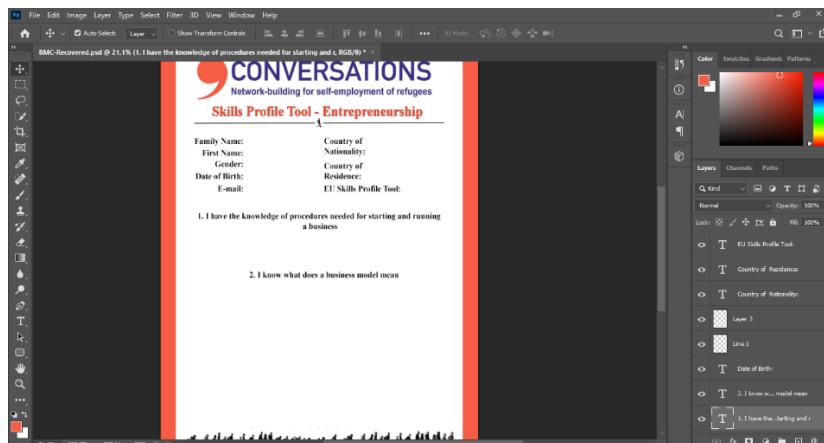 Ps File Edit Image Layer Type Select Filter 3D View Window Help
Auto-Select: Layer Show Transform Controls 3D Mode:
BMC-Recovered.psd @ 21,1% (1. I have the knowledge of procedures needed for starting and r, RGB/8) *
CONVERSATIONS
Network-building for self-employment of refugees
Skills Profile Tool - Entrepreneurship
Family Name:
First Name:
Gender:
Date of Birth:
E-mail:
Country of
Nationality:
Country of
Residence:
EU Skills Profile Tool:
1. I have the knowledge of procedures needed for starting and running
a business
2. I know what does a business model mean
Color Swatches Gradients Patterns
Layers Channels Paths
Kind
Normal Opacity: 100%
Lock: Fill: 100%
EU Skills Profile Tool:
Country of Residence:
Country of Nationality:
Layer 3
Line 1
Date of Birth:
2. I know w... model mean
1. I have the...tarting and r